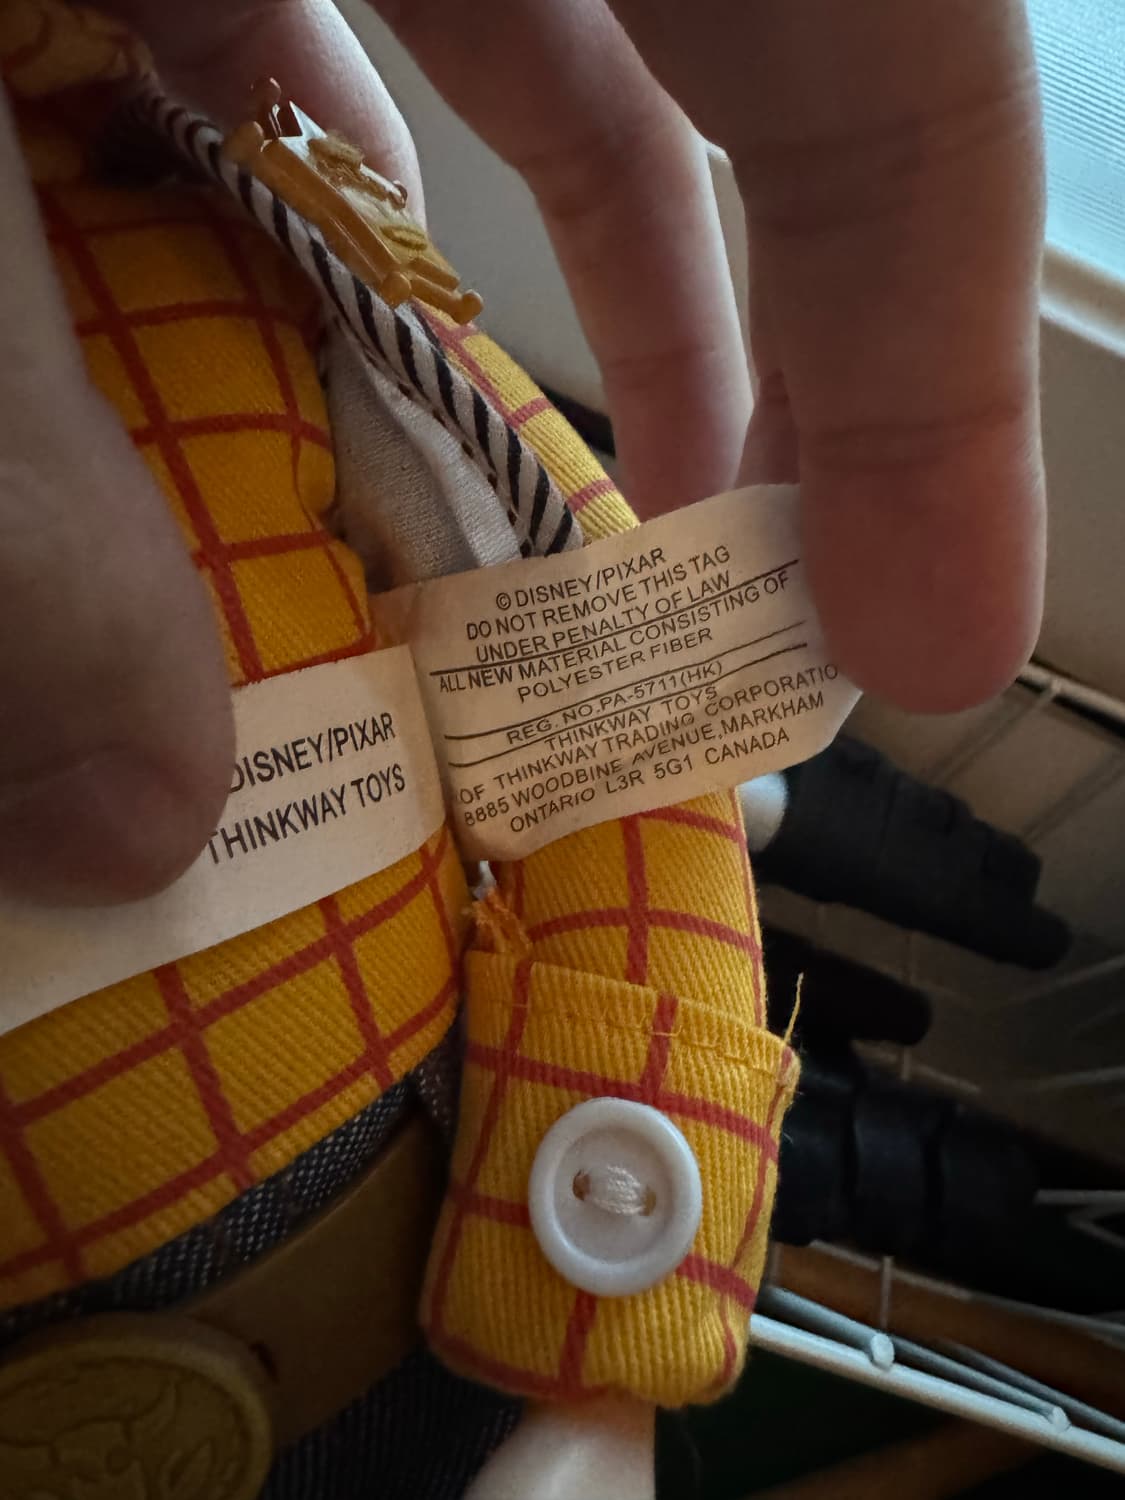 DISNEY/PIXAR
THINKWAY TOYS
© DISNEY/PIXAR
DO NOT REMOVE THIS TAG
UNDER PENALTY OF LAW
ALL NEW MATERIAL CONSISTING OF
POLYESTER FIBER
REG. NO.PA-5711(HK)
THINKWAY TOYS
OF THINKWAY TRADING CORPORATIO
8885 WOODBINE AVENUE,MARKHAM
ONTARIO L3R 5G1 CANADA